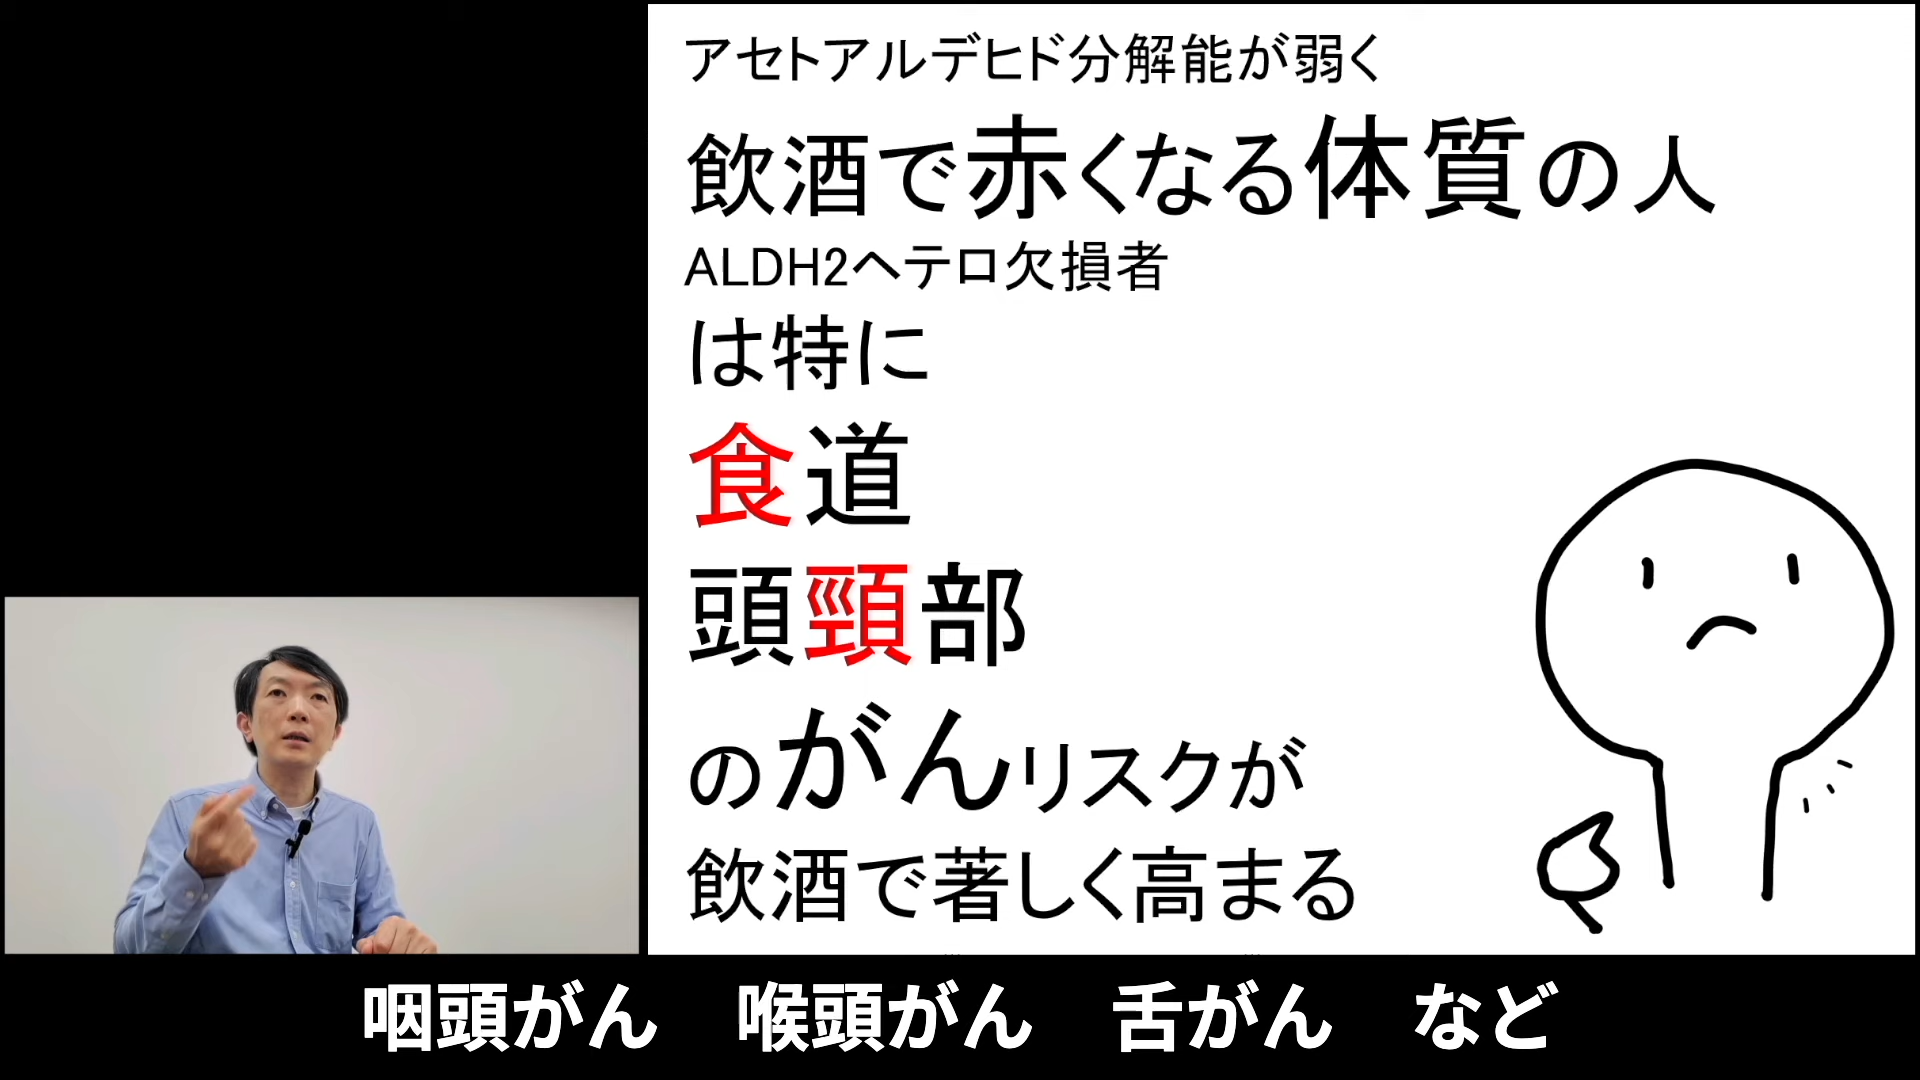 アセトアルデヒド分解能が弱く
飲酒で赤くなる体質の人
ALDH2ヘテロ欠損者
は特に
食道
頭頸部
のがんリスクが
飲酒で著しく高まる
咽頭がん 喉頭がん 舌がん など